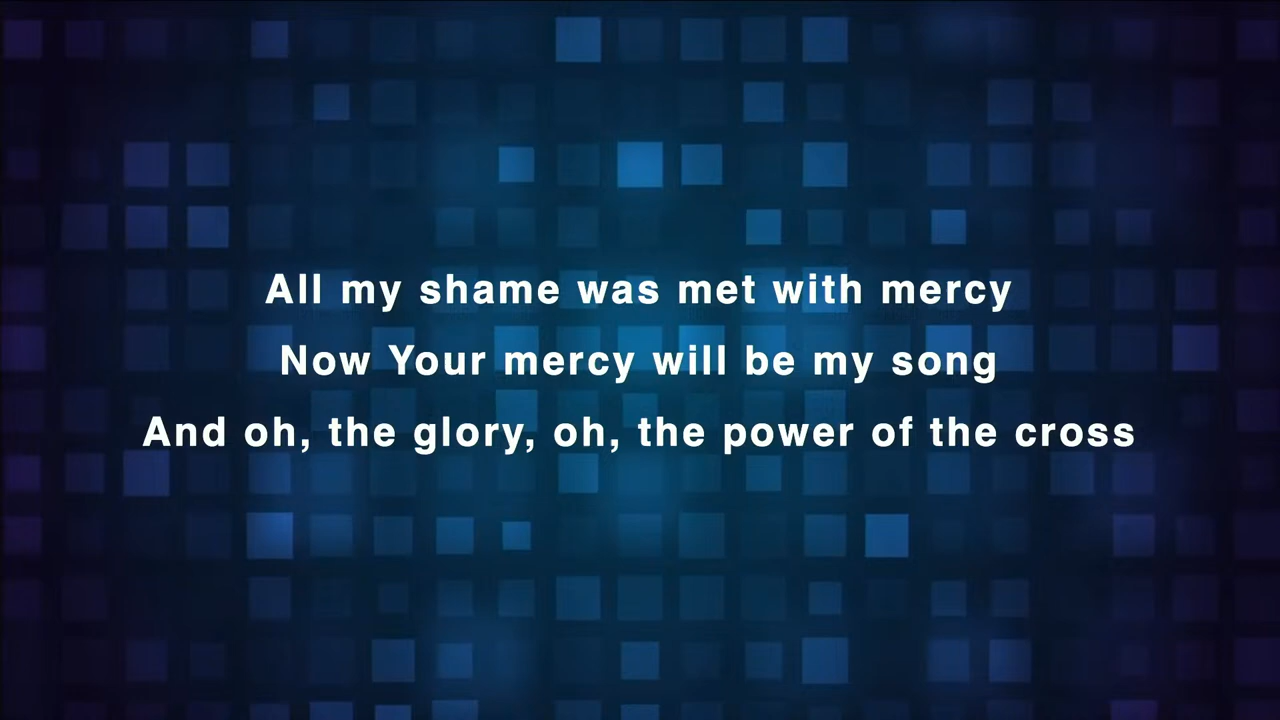 All my shame was met with mercy
Now Your mercy will be my song
And oh, the glory, oh, the power of the cross